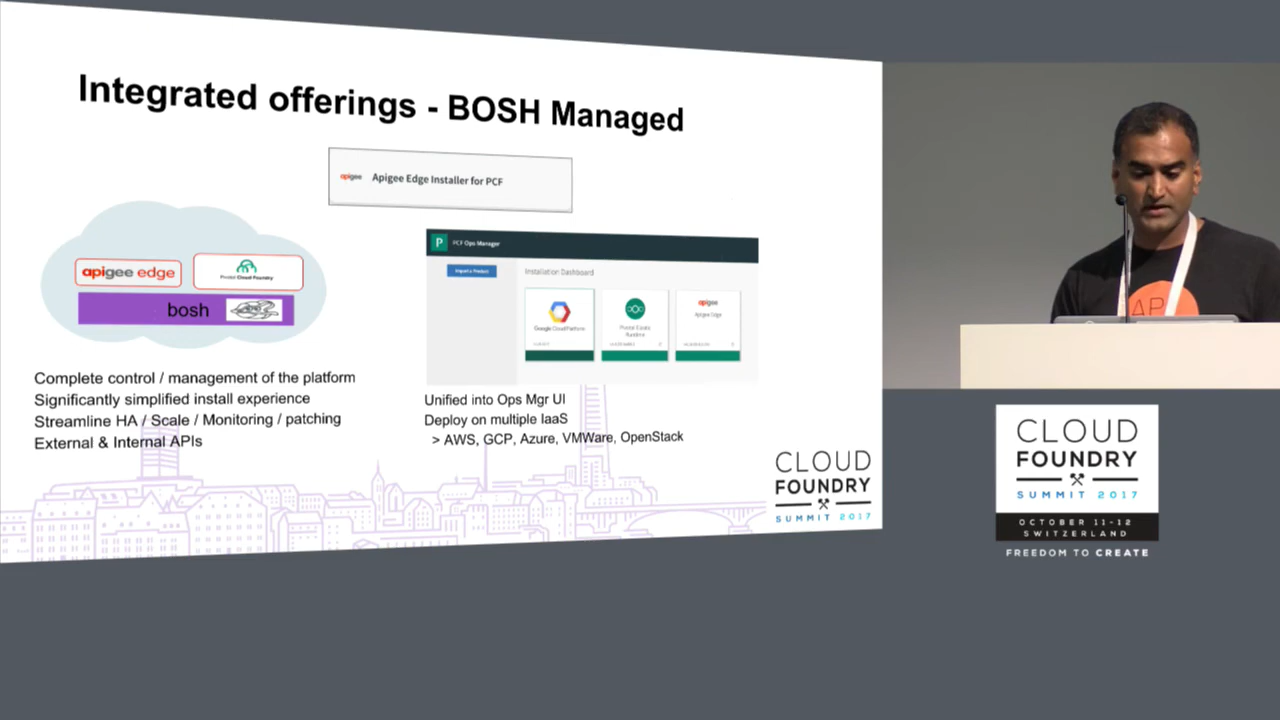 Integrated offerings - BOSH Managed
apigee Apigee Edge Installer for PCF
apigee edge
Pivotal Cloud Foundry
bosh
Complete control / management of the platform
Significantly simplified install experience
Streamline HA / Scale / Monitoring / patching
External & Internal APIs
P PCF Ops Manager
Import a Product
Installation Dashboard
Google Cloud Platform
Pivotal Elastic
Runtime
apigee
Apigee Edge
Unified into Ops Mgr UI
Deploy on multiple IaaS
> AWS, GCP, Azure, VMWare, OpenStack
CLOUD
FOUNDRY
SUMMIT 2017
AP
CLOUD
FOUNDRY
SUMMIT 2017
OCTOBER 11-12
SWITZERLAND
FREEDOM TO CREATE